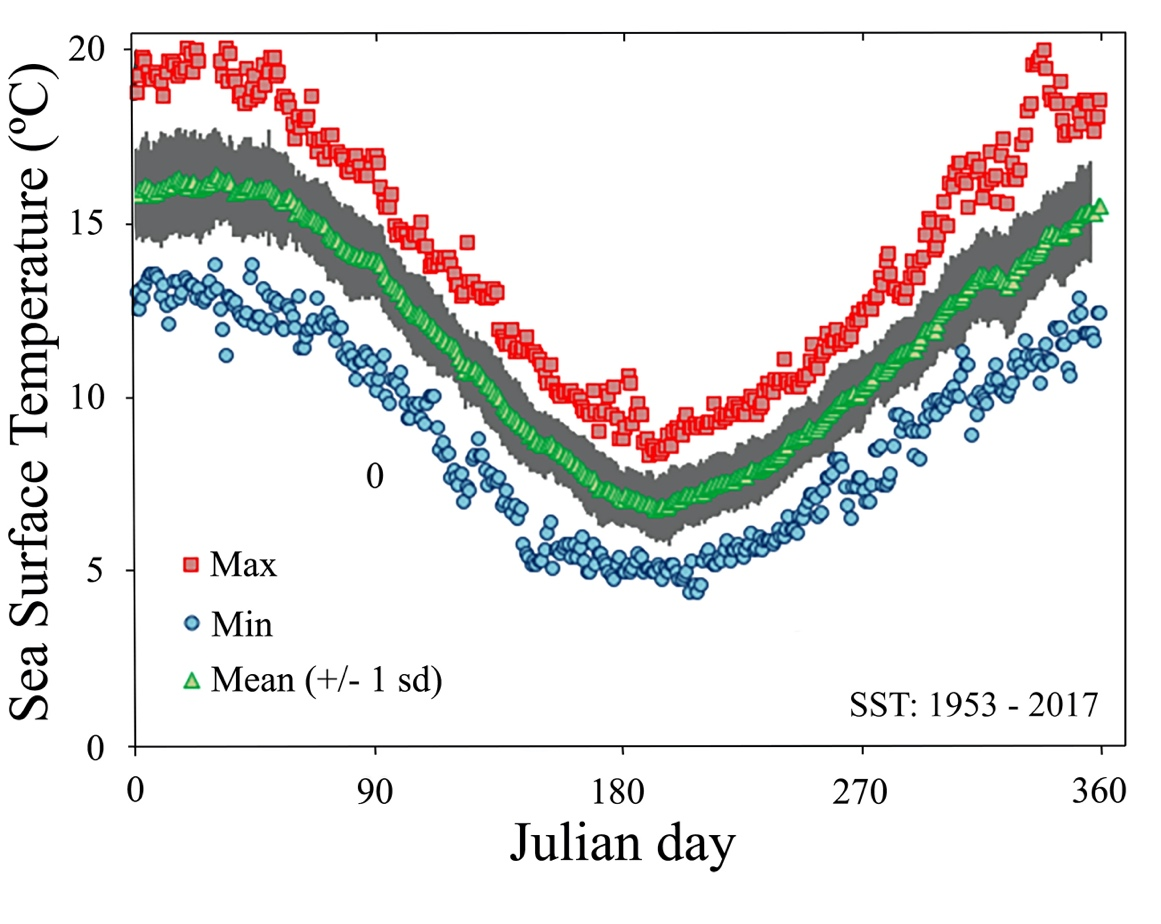 Sea Surface Temperature (ºC)
20
15
10
5
0
0
Max
Min
Mean (+/- 1 sd)
SST: 1953 - 2017
0 90 180 270 360
Julian day